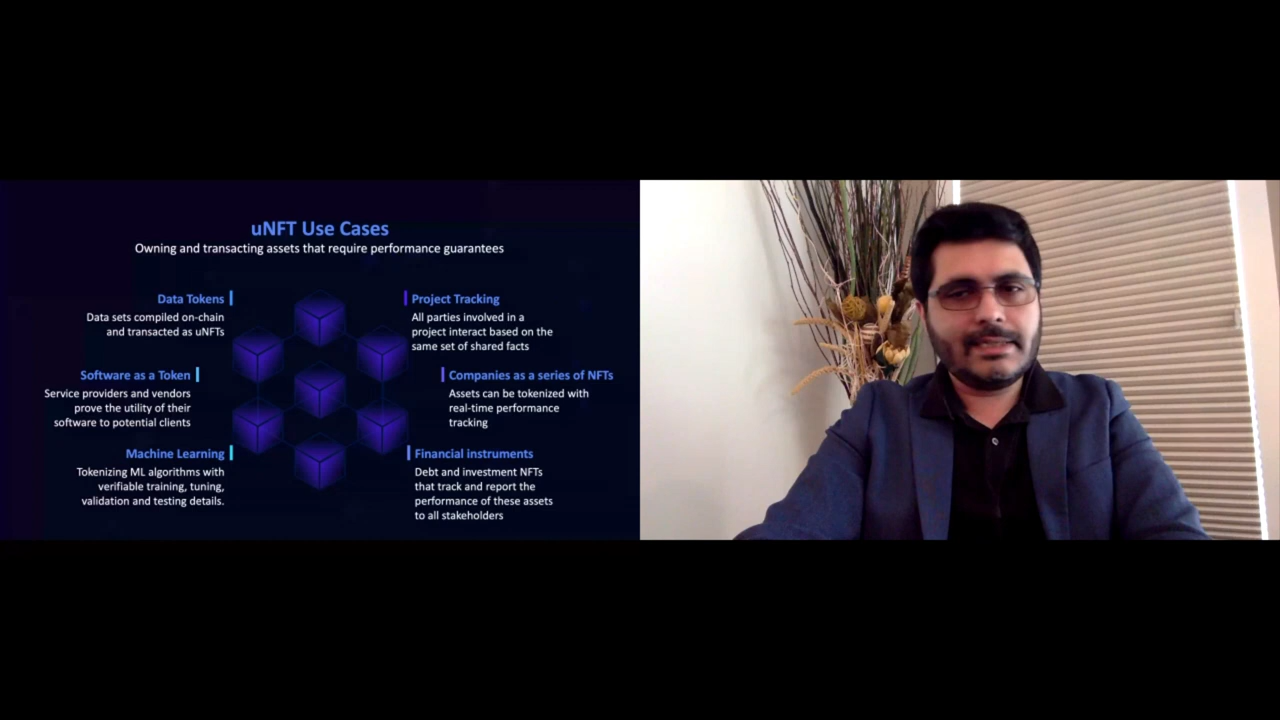 uNFT Use Cases
Owning and transacting assets that require performance guarantees
Data Tokens
Data sets compiled on-chain
and transacted as uNFTs
Software as a Token
Service providers and vendors
prove the utility of their
software to potential clients
Machine Learning
Tokenizing ML algorithms with
verifiable training, tuning,
validation and testing details.
Project Tracking
All parties involved in a
project interact based on the
same set of shared facts
Companies as a series of NFTs
Assets can be tokenized with
real-time performance
tracking
Financial instruments
Debt and investment NFTs
that track and report the
performance of these assets
to all stakeholders